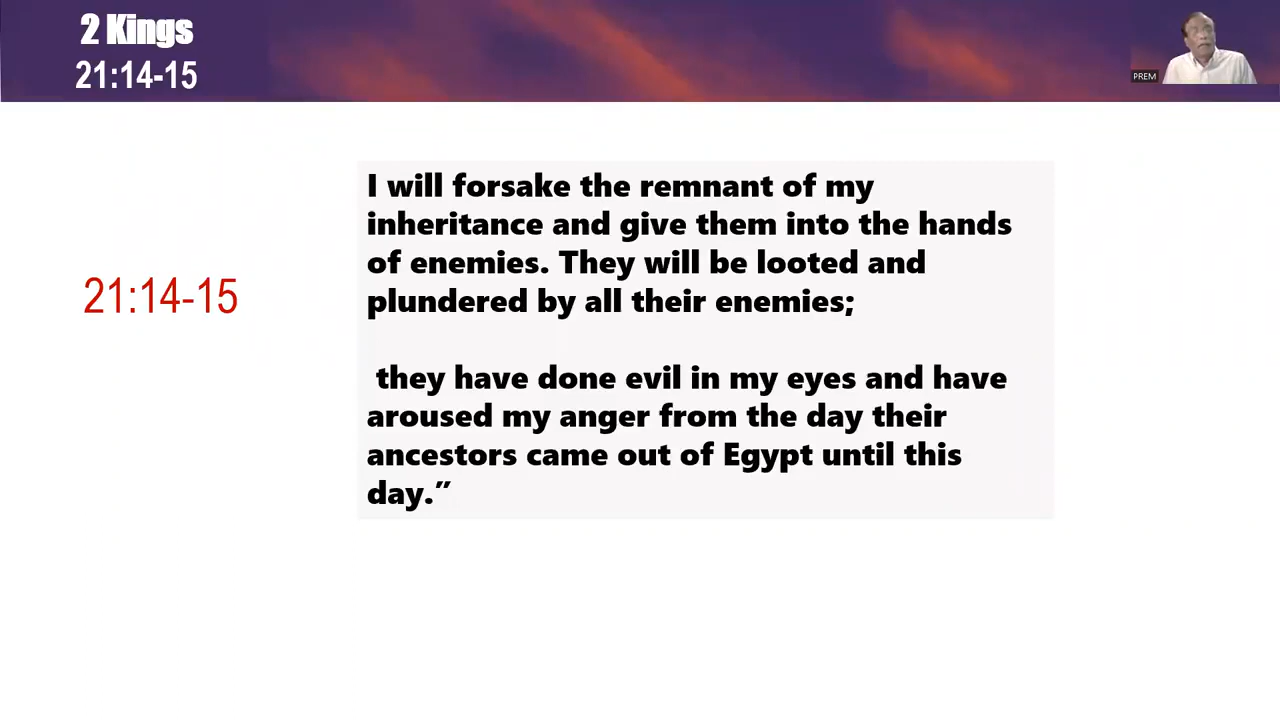 2 Kings
21:14-15
PREM
I will forsake the remnant of my
inheritance and give them into the hands
of enemies. They will be looted and
plundered by all their enemies;
21:14-15
they have done evil in my eyes and have
aroused my anger from the day their
ancestors came out of Egypt until this
day.”